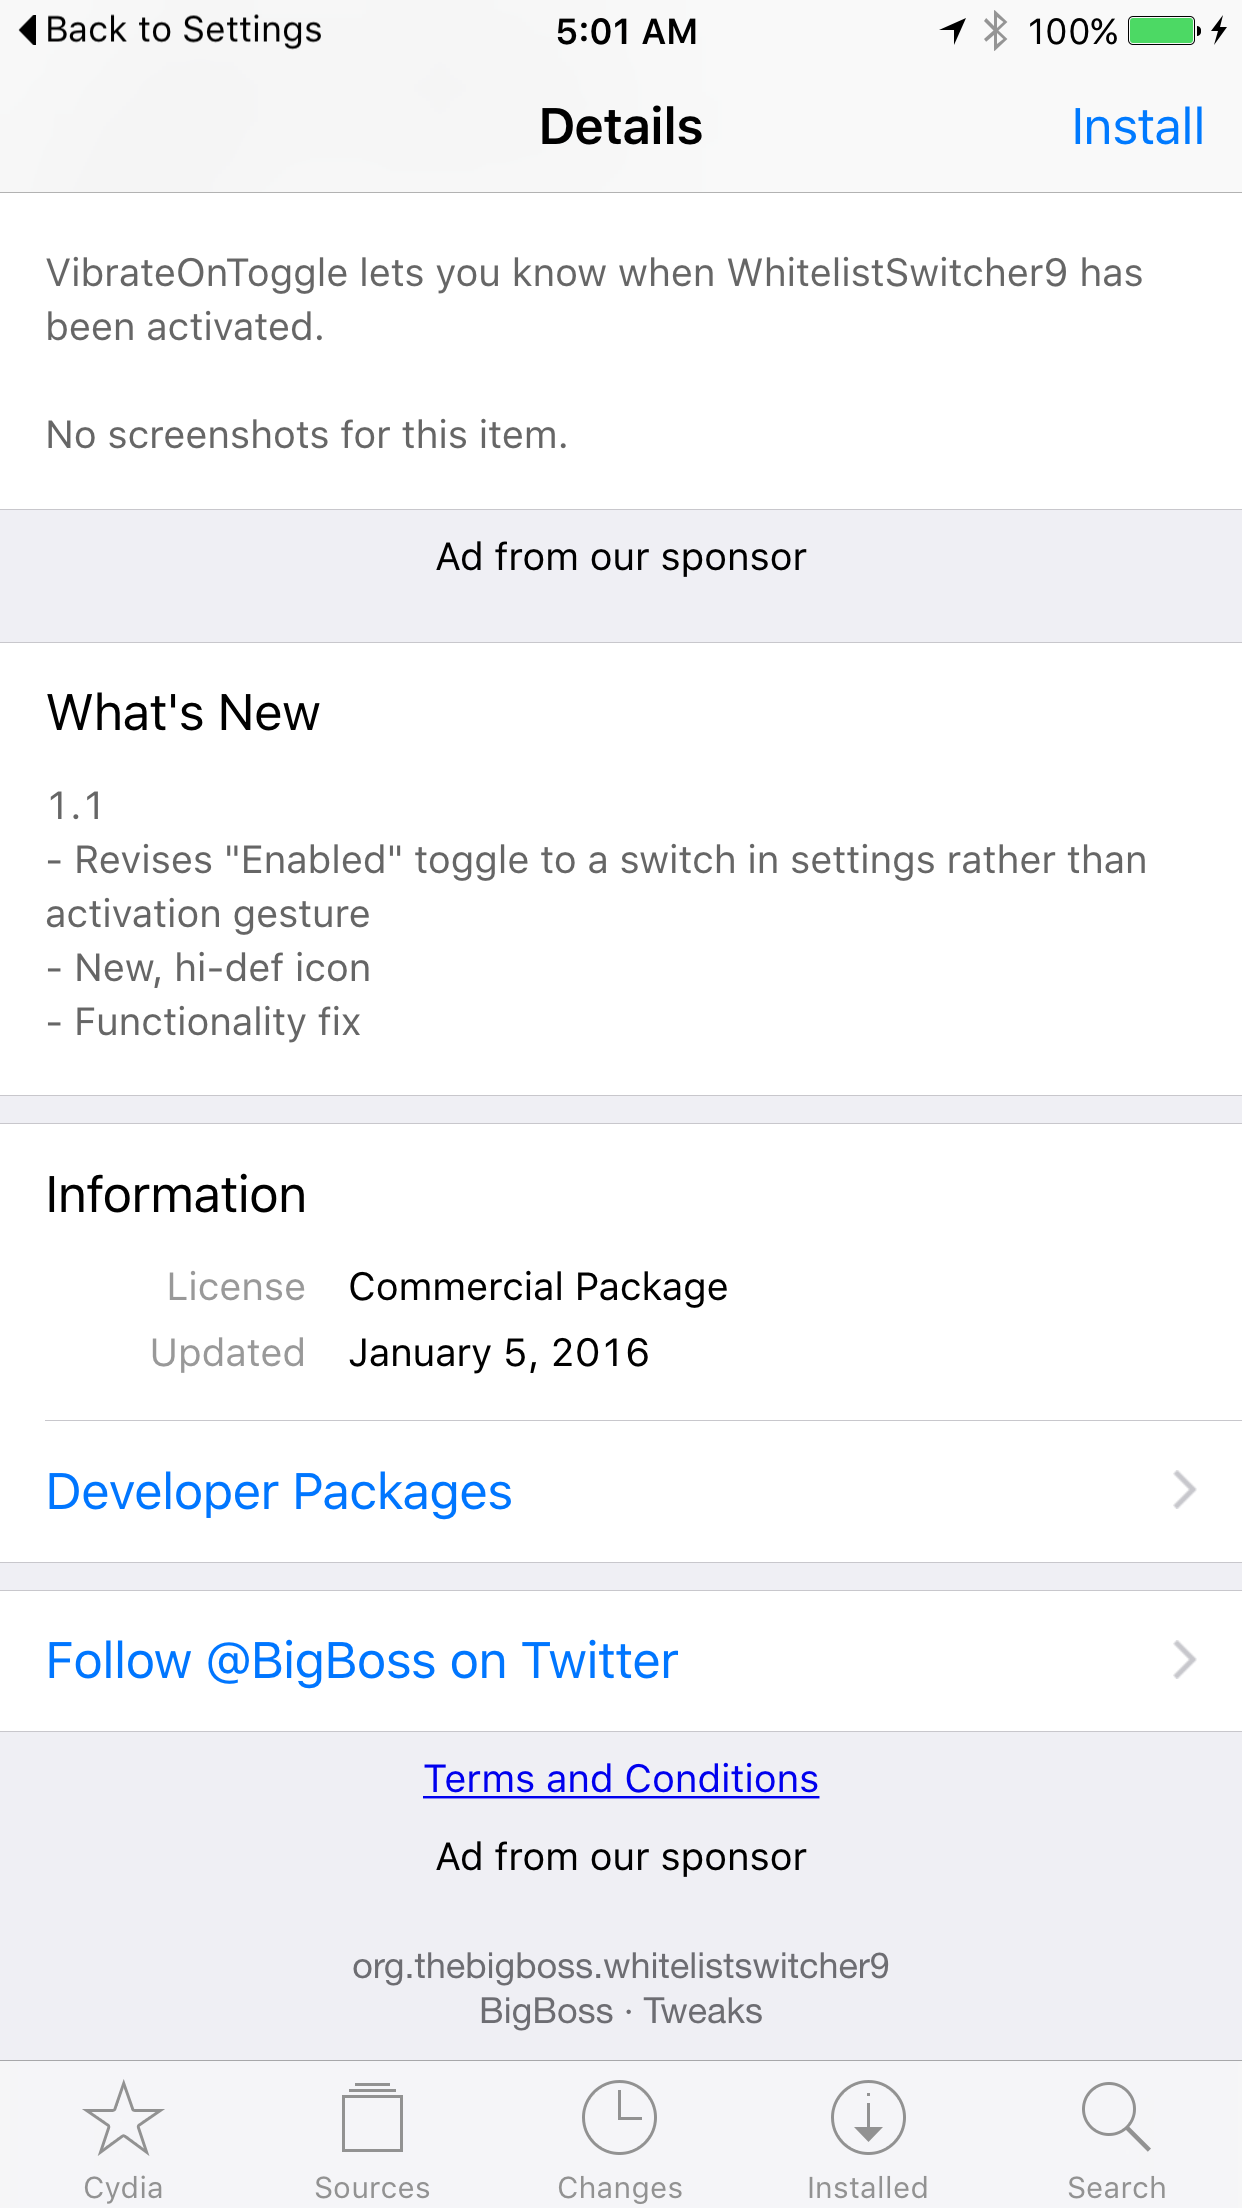 Back to Settings
5:01 AM
100%
Details
Install
VibrateOnToggle lets you know when WhitelistSwitcher9 has
been activated.
No screenshots for this item.
Ad from our sponsor
What's New
1.1
- Revises "Enabled" toggle to a switch in settings rather than
activation gesture
- New, hi-def icon
- Functionality fix
Information
License Commercial Package
Updated January 5, 2016
Developer Packages
Follow @BigBoss on Twitter
Terms and Conditions
Ad from our sponsor
org.thebigboss.whitelistswitcher9
BigBoss · Tweaks
Cydia
Sources
Changes
Installed
Search